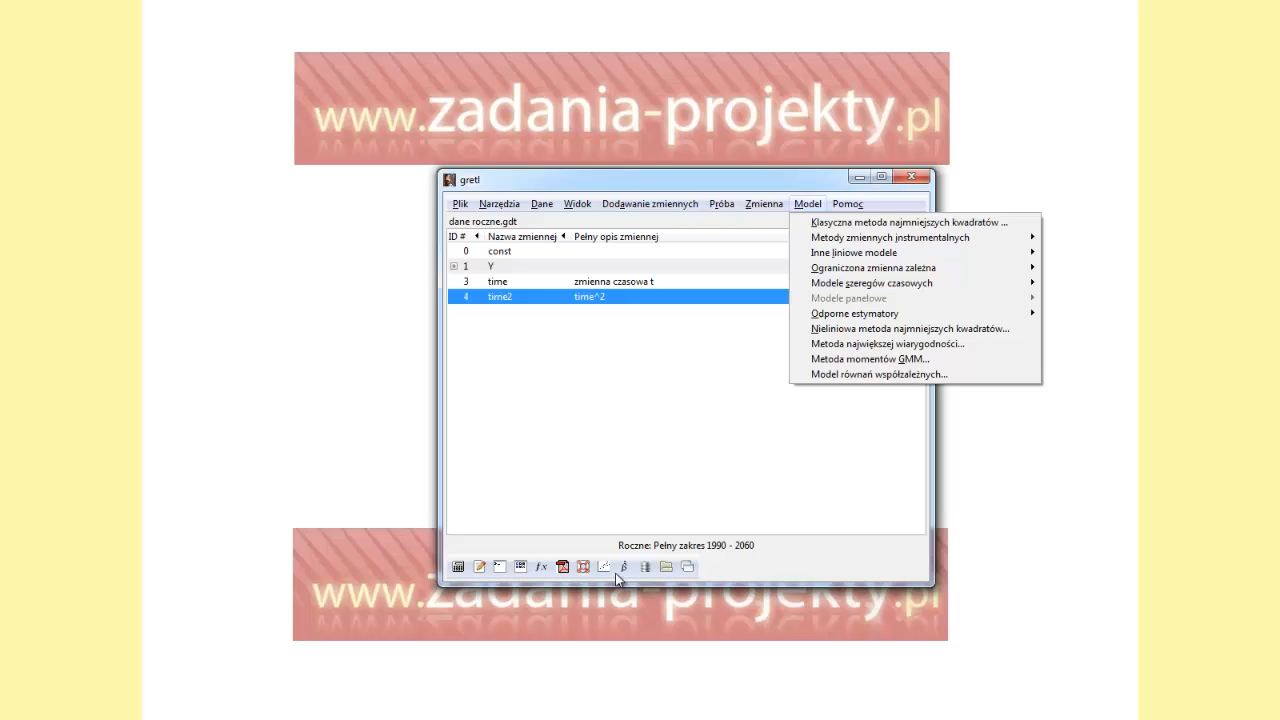 www.zadania-projekty.pl
gretl
Plik Narzędzia Dane Widok Dodawanie zmiennych Próba Zmienna Model Pomoc
dane roczne.gdt
ID # Nazwa zmiennej Pełny opis zmiennej
0 const
1 Y
3 time zmienna czasowa t
4 time2 time^2
Klasyczna metoda najmniejszych kwadratów ...
Metody zmiennych instrumentalnych
Inne liniowe modele
Ograniczona zmienna zależna
Modele szeregów czasowych
Modele panelowe
Odporne estymatory
Nieliniowa metoda najmniejszych kwadratów...
Metoda największej wiarygodności...
Metoda momentów GMM...
Model równań współzależnych...
Roczne: Pełny zakres 1990 - 2060
fx β̂
www.zadania-projekty.pl